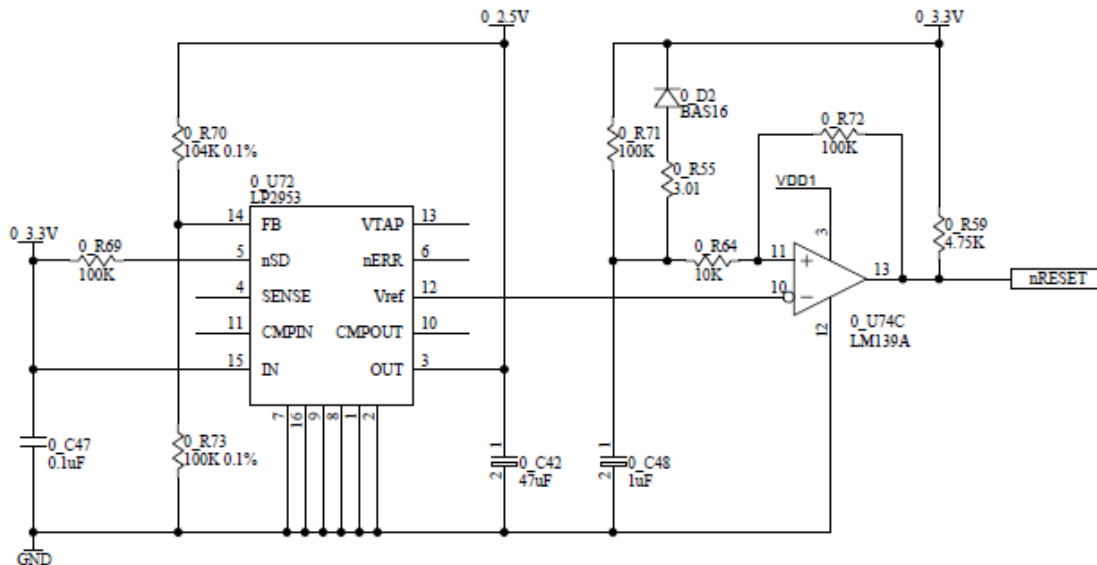 0_2.5V
0_3.3V
0_D2
BAS16
0_R70
104K 0.1%
0_R71
100K
0_R72
100K
0_R55
3.01
0_U72
LP2953
VDD1
0_3.3V
0_R69
100K
14 FB VTAP 13
5 nSD nERR 6
4 SENSE Vref 12
11 CMPIN CMPOUT 10
15 IN OUT 3
7 16 9 8 1 2
0_R64
10K
11
+
10
−
3
13
12
0_R59
4.75K
nRESET
0_U74C
LM139A
0_C47
0.1uF
0_R73
100K 0.1%
1
2
0_C42
47uF
1
2
0_C48
1uF
GND